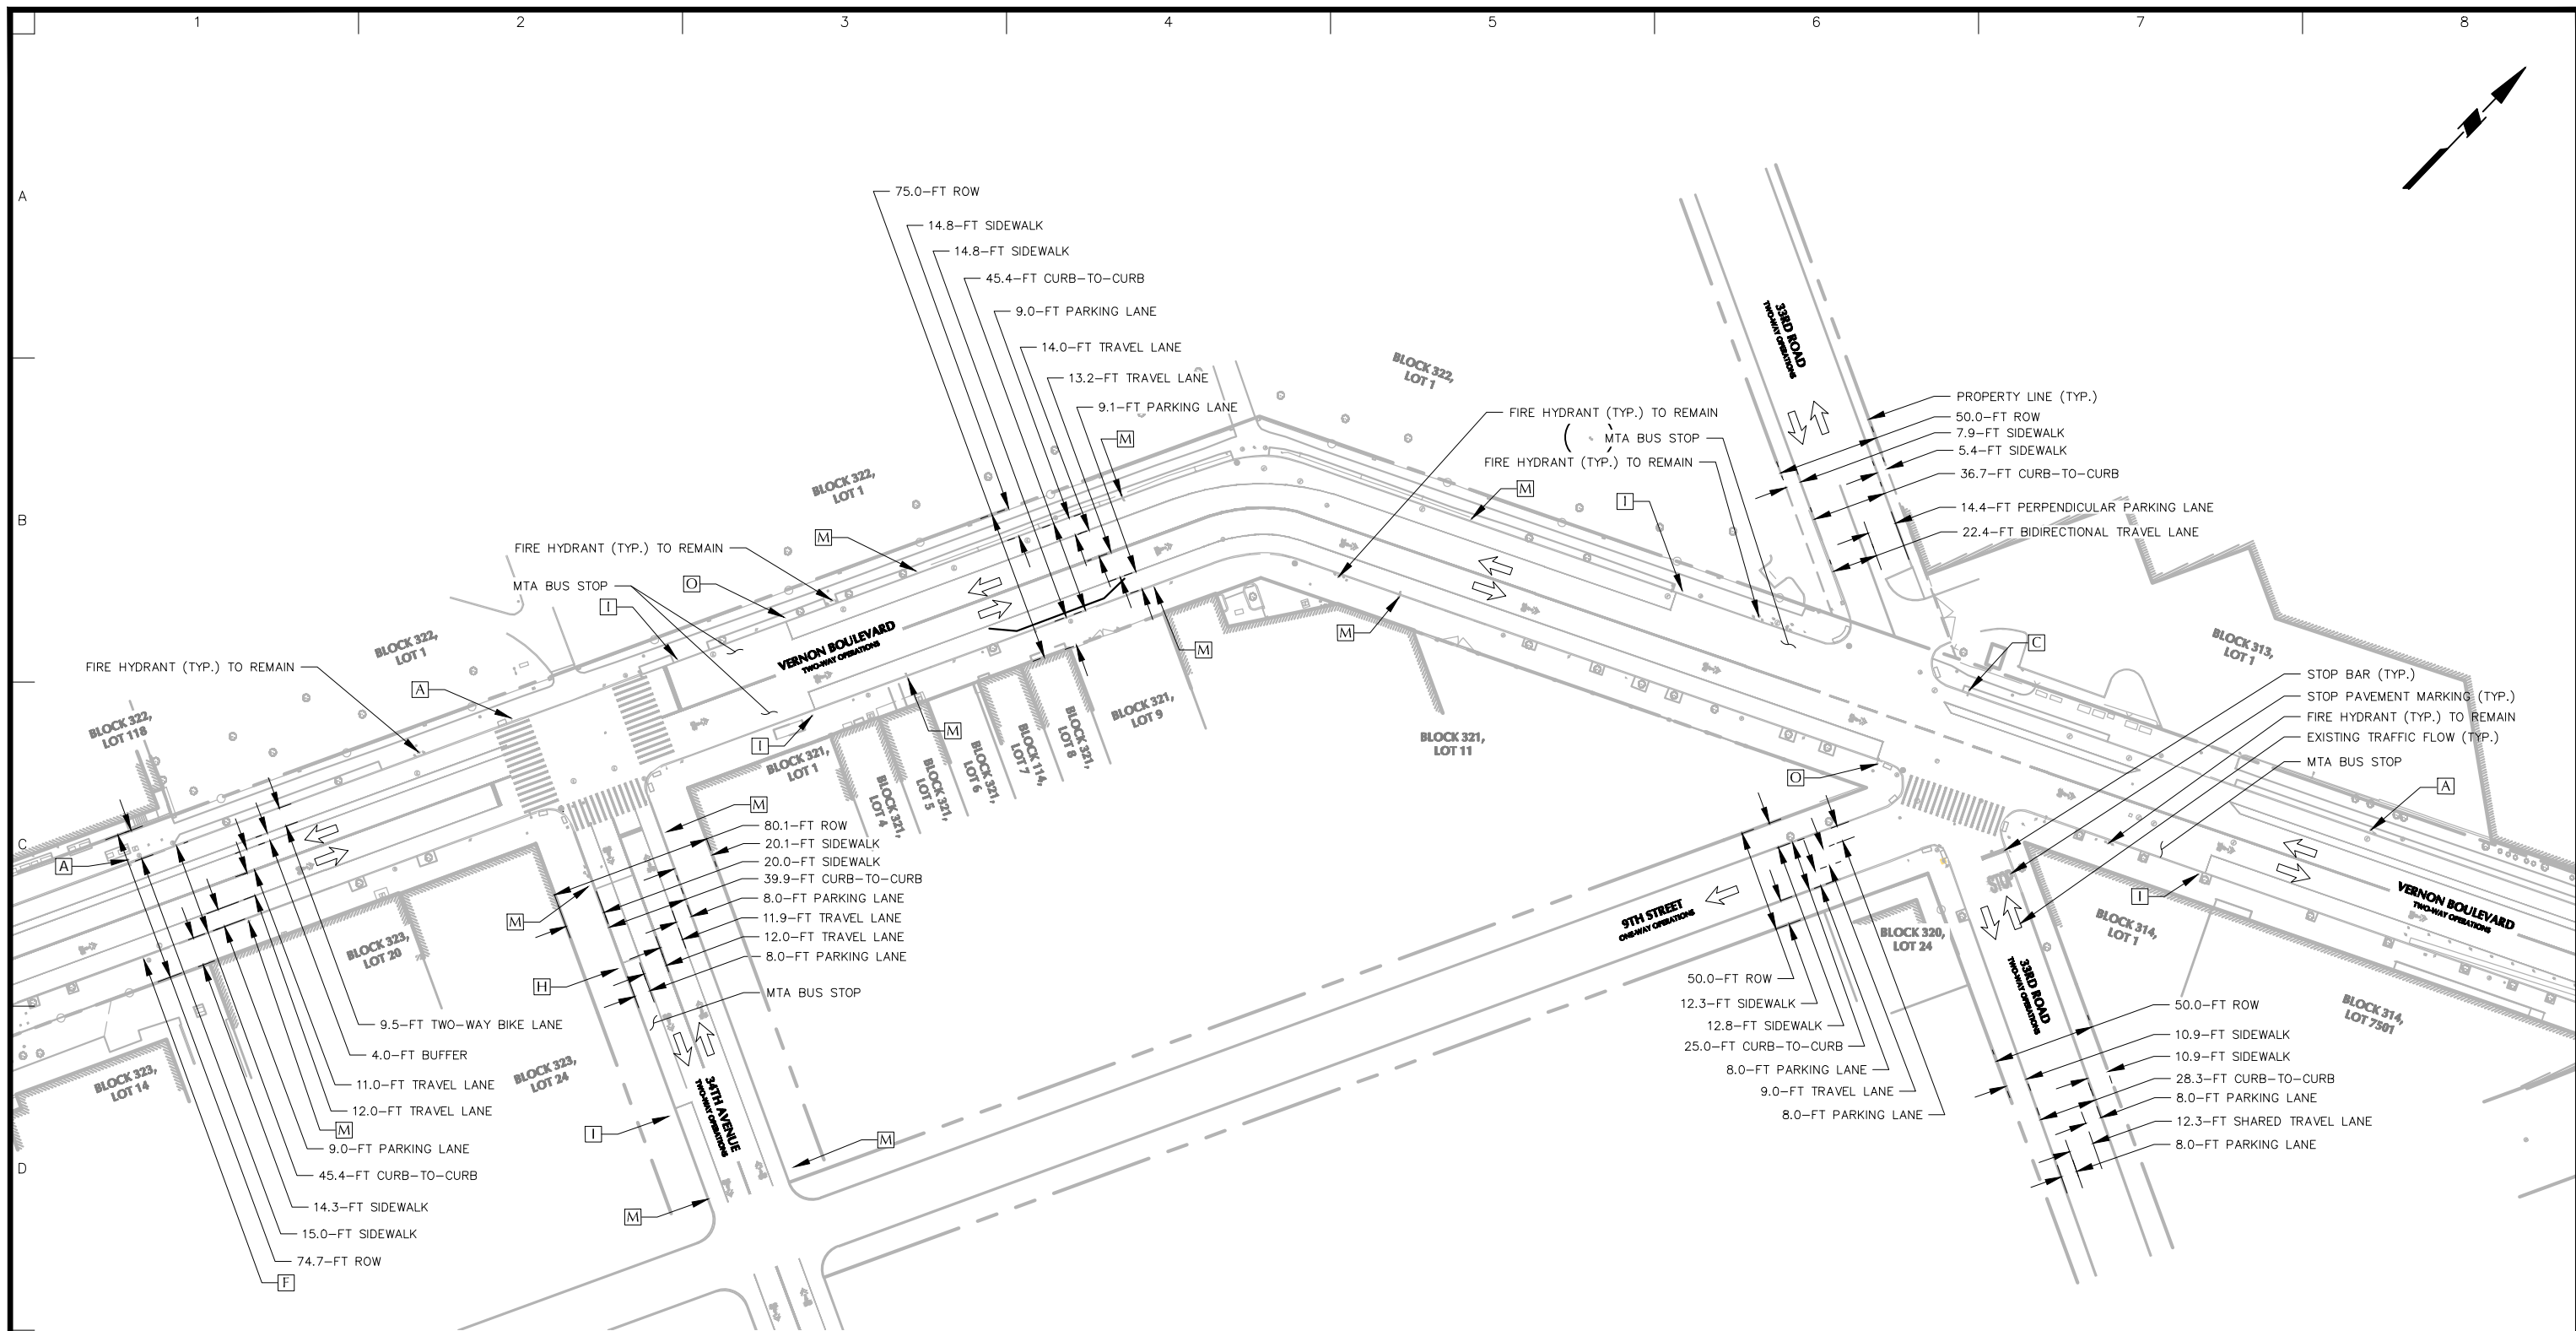 1
2
3
4
5
6
7
8
A
B
C
D
75.0-FT ROW
14.8-FT SIDEWALK
14.8-FT SIDEWALK
45.4-FT CURB-TO-CURB
9.0-FT PARKING LANE
14.0-FT TRAVEL LANE
13.2-FT TRAVEL LANE
9.1-FT PARKING LANE
M
BLOCK 322,
LOT 1
FIRE HYDRANT (TYP.) TO REMAIN
MTA BUS STOP
FIRE HYDRANT (TYP.) TO REMAIN
M
I
33RD ROAD
TWO-WAY OPERATIONS
PROPERTY LINE (TYP.)
50.0-FT ROW
7.9-FT SIDEWALK
5.4-FT SIDEWALK
36.7-FT CURB-TO-CURB
14.4-FT PERPENDICULAR PARKING LANE
22.4-FT BIDIRECTIONAL TRAVEL LANE
BLOCK 322,
LOT 1
M
FIRE HYDRANT (TYP.) TO REMAIN
O
MTA BUS STOP
I
VERNON BOULEVARD
TWO-WAY OPERATIONS
M
M
C
BLOCK 313,
LOT 1
BLOCK 322,
LOT 1
FIRE HYDRANT (TYP.) TO REMAIN
A
BLOCK 322,
LOT 118
I
M
BLOCK 321,
LOT 1
BLOCK 321,
LOT 4
BLOCK 321,
LOT 5
BLOCK 321,
LOT 6
BLOCK 114,
LOT 7
BLOCK 321,
LOT 8
BLOCK 321,
LOT 9
BLOCK 321,
LOT 11
O
STOP BAR (TYP.)
STOP PAVEMENT MARKING (TYP.)
FIRE HYDRANT (TYP.) TO REMAIN
EXISTING TRAFFIC FLOW (TYP.)
MTA BUS STOP
A
A
M
80.1-FT ROW
20.1-FT SIDEWALK
20.0-FT SIDEWALK
39.9-FT CURB-TO-CURB
8.0-FT PARKING LANE
11.9-FT TRAVEL LANE
12.0-FT TRAVEL LANE
8.0-FT PARKING LANE
MTA BUS STOP
M
H
BLOCK 323,
LOT 20
9TH STREET
ONE-WAY OPERATIONS
BLOCK 320,
LOT 24
STOP
I
BLOCK 314,
LOT 1
VERNON BOULEVARD
TWO-WAY OPERATIONS
BLOCK 314,
LOT 7501
33RD ROAD
TWO-WAY OPERATIONS
50.0-FT ROW
12.3-FT SIDEWALK
12.8-FT SIDEWALK
25.0-FT CURB-TO-CURB
8.0-FT PARKING LANE
9.0-FT TRAVEL LANE
8.0-FT PARKING LANE
50.0-FT ROW
10.9-FT SIDEWALK
10.9-FT SIDEWALK
28.3-FT CURB-TO-CURB
8.0-FT PARKING LANE
12.3-FT SHARED TRAVEL LANE
8.0-FT PARKING LANE
BLOCK 323,
LOT 14
BLOCK 323,
LOT 24
9.5-FT TWO-WAY BIKE LANE
4.0-FT BUFFER
11.0-FT TRAVEL LANE
12.0-FT TRAVEL LANE
M
9.0-FT PARKING LANE
45.4-FT CURB-TO-CURB
14.3-FT SIDEWALK
15.0-FT SIDEWALK
74.7-FT ROW
F
34TH AVENUE
TWO-WAY OPERATIONS
I
M
M